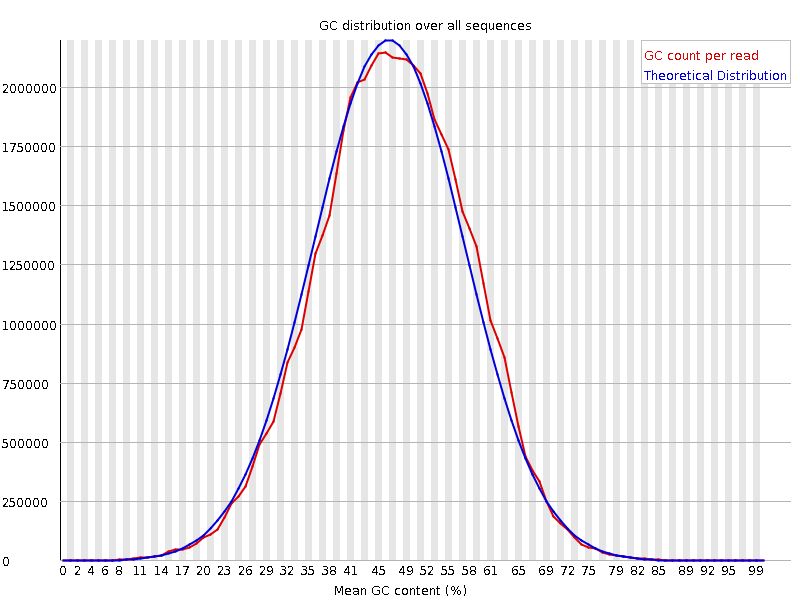 GC distribution over all sequences
GC count per read
Theoretical Distribution
2000000
1750000
1500000
1250000
1000000
750000
500000
250000
0
0 2 4 6 8 11 14 17 20 23 26 29 32 35 38 41 45 49 52 55 58 61 65 69 72 75 79 82 85 89 92 95 99
Mean GC content (%)